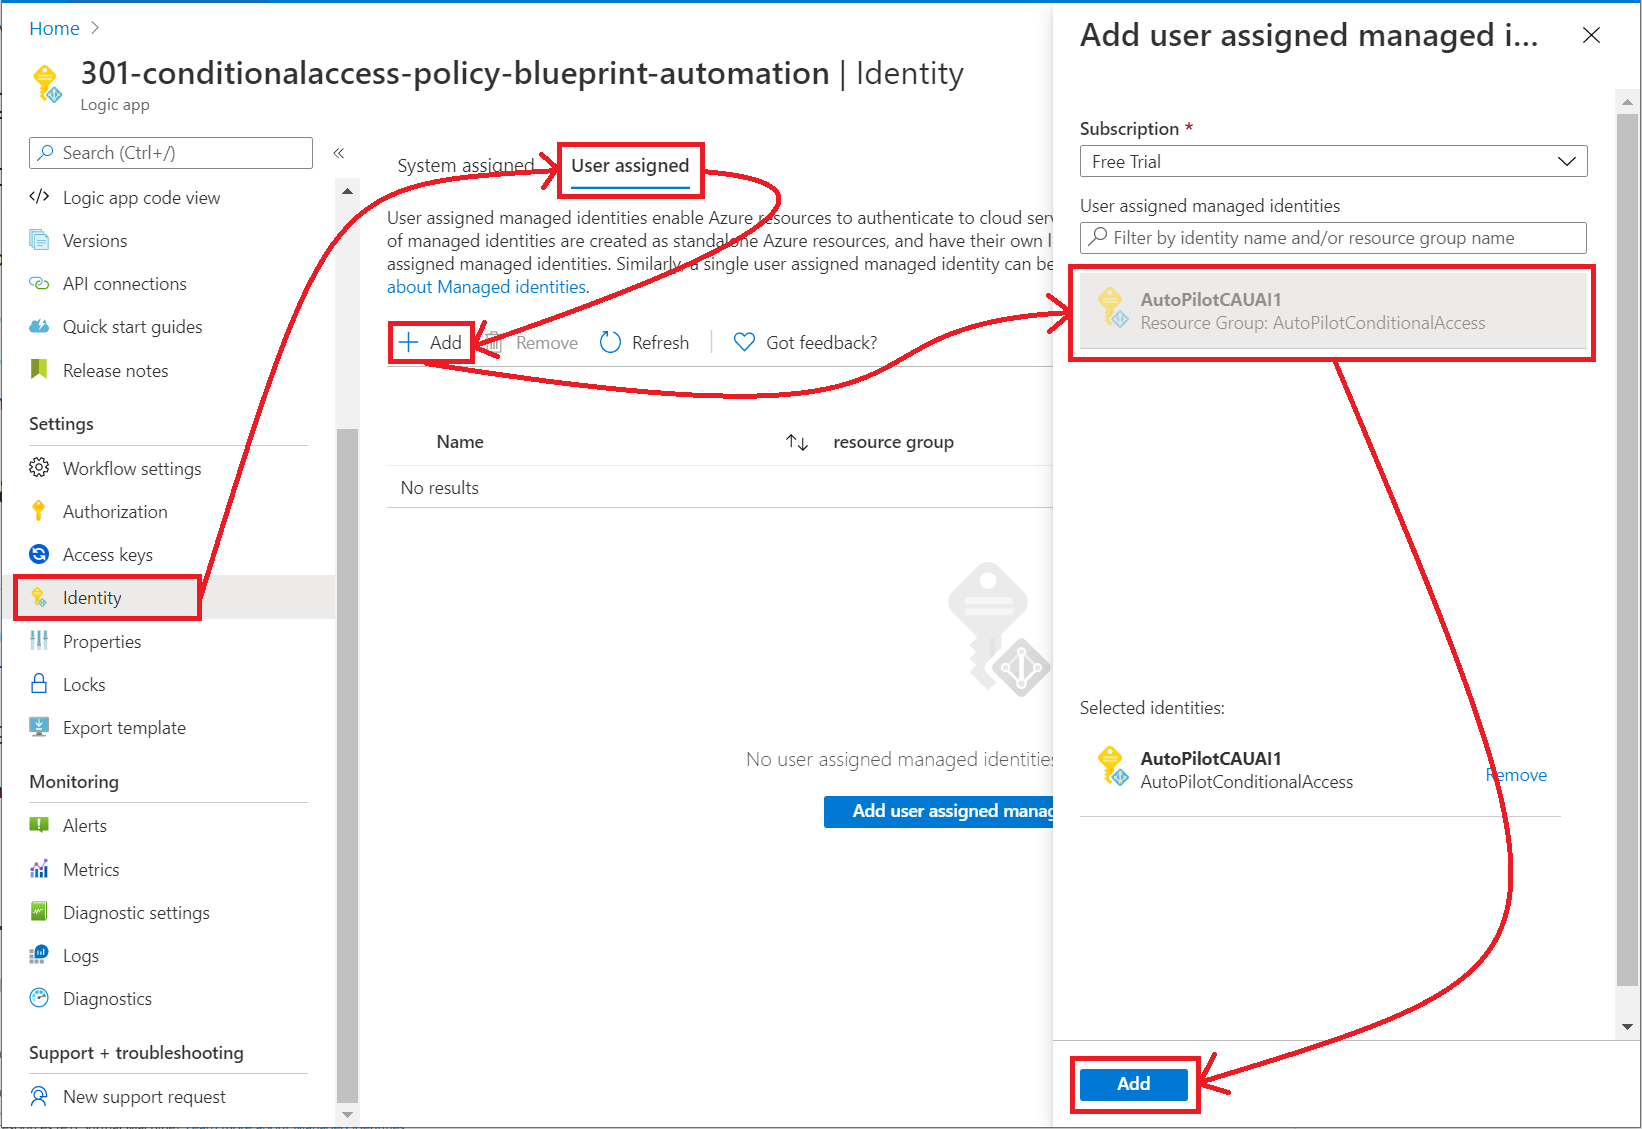 Home
301-conditionalaccess-policy-blueprint-automation | Identity
Logic app
Search (Ctrl+/)
Logic app code view
Versions
API connections
Quick start guides
Release notes
Settings
Workflow settings
Authorization
Access keys
Identity
Properties
Locks
Export template
Monitoring
Alerts
Metrics
Diagnostic settings
Logs
Diagnostics
Support + troubleshooting
New support request
System assigned
User assigned
User assigned managed identities enable Azure resources to authenticate to cloud ser
of managed identities are created as standalone Azure resources, and have their own
assigned managed identities. Similarly, a single user assigned managed identity can be
about Managed identities.
Add
Remove
Refresh
Got feedback?
Name
resource group
No results
No user assigned managed identitie
Add user assigned manag
Add user assigned managed i...
Subscription *
Free Trial
User assigned managed identities
Filter by identity name and/or resource group name
AutoPilotCAUAI1
Resource Group: AutoPilotConditionalAccess
Selected identities:
AutoPilotCAUAI1
AutoPilotConditionalAccess
Remove
Add